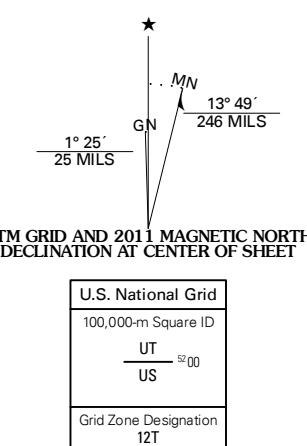 ★
MN
GN
13° 49´
246 MILS
1° 25´
25 MILS
TM GRID AND 2011 MAGNETIC NORTH
DECLINATION AT CENTER OF SHEET
U.S. National Grid
100,000-m Square ID
UT
5200
US
Grid Zone Designation
12T